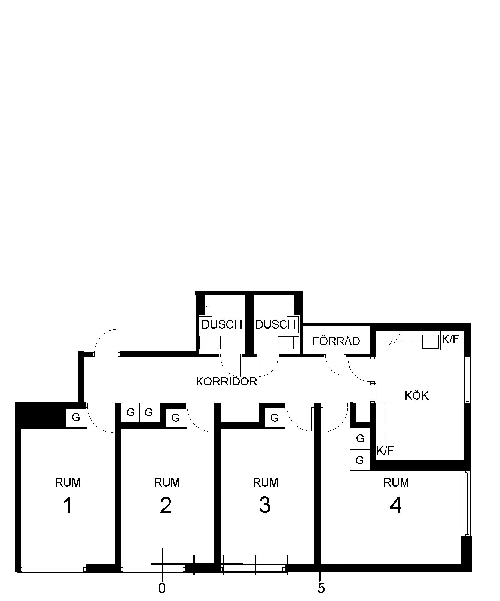 DUSCH DUSCH
FÖRRÅD K/F
KORRIDOR
KÖK
G G G G G
G
K/F
G
RUM RUM RUM RUM
1 2 3 4
0 5